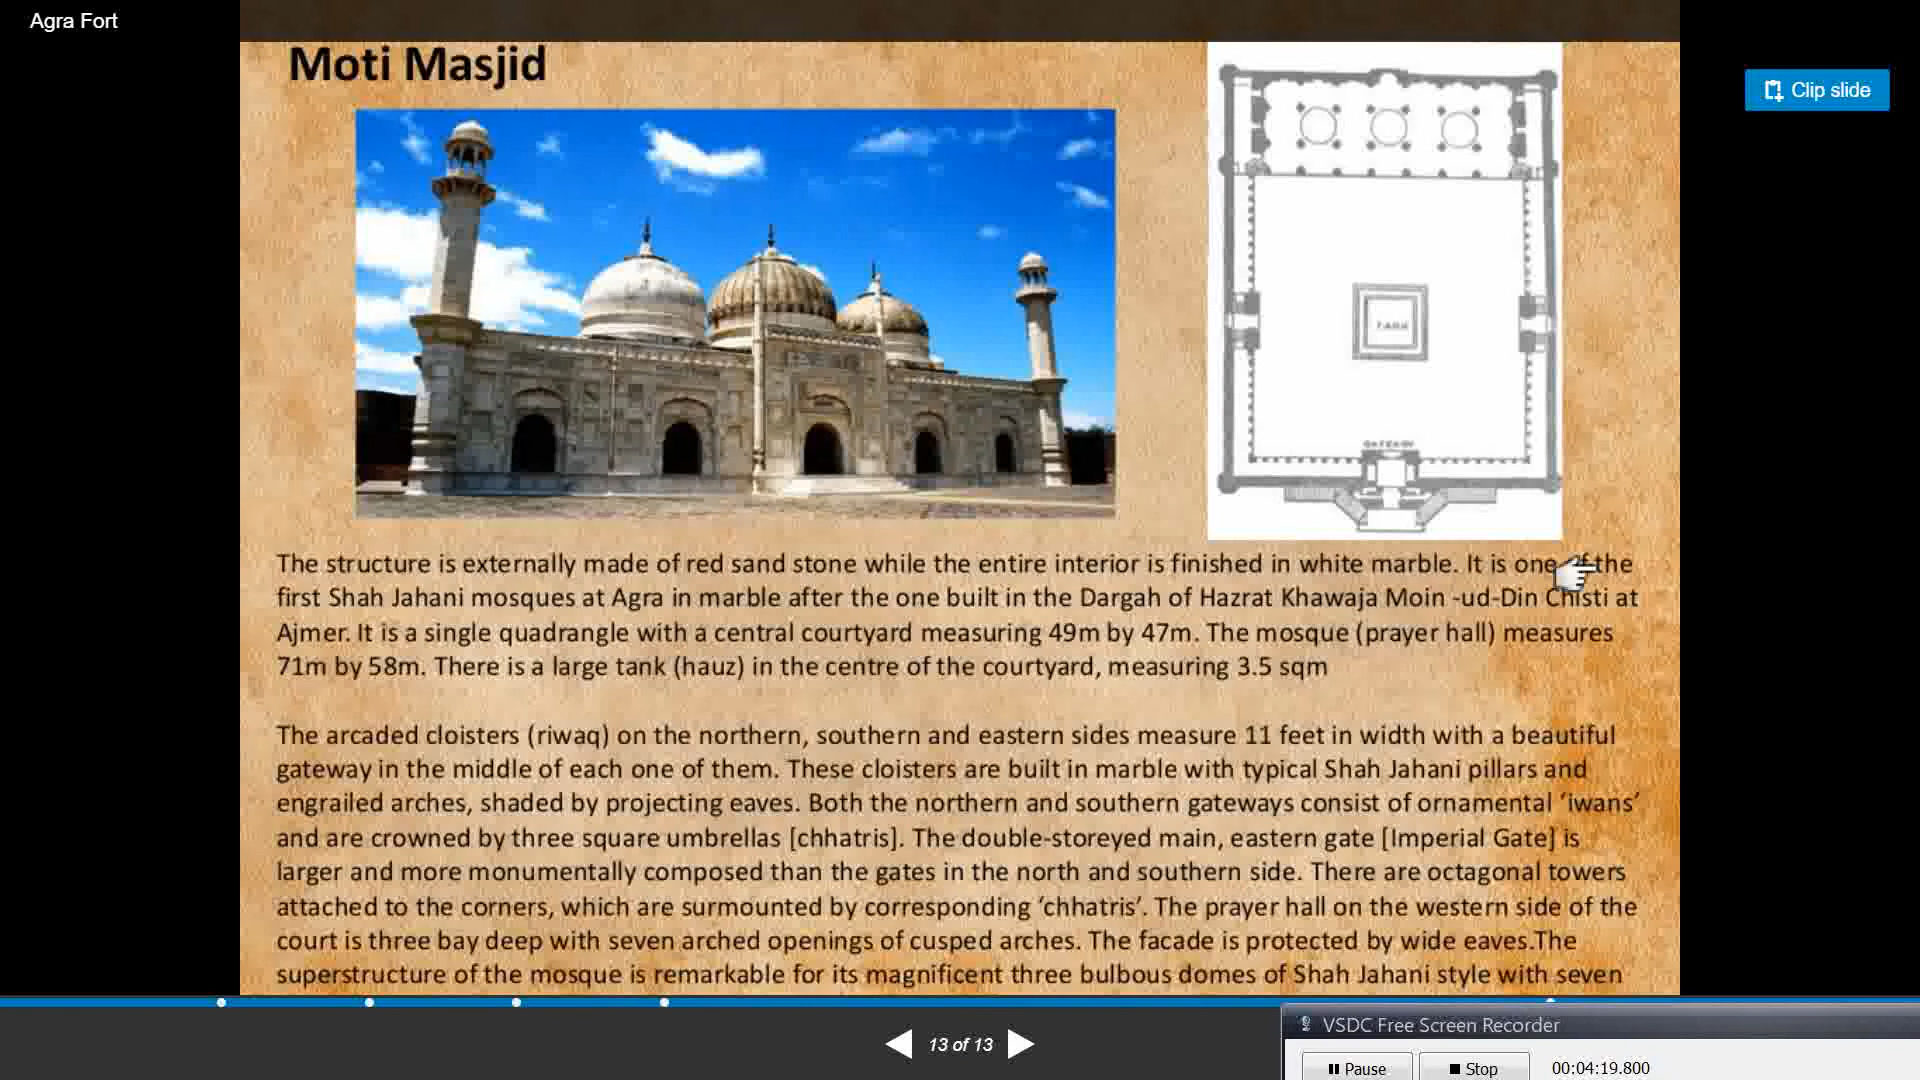 Agra Fort
Moti Masjid
Clip slide
TANK
GATEWAY
The structure is externally made of red sand stone while the entire interior is finished in white marble. It is one of the
first Shah Jahani mosques at Agra in marble after the one built in the Dargah of Hazrat Khawaja Moin -ud-Din Chisti at
Ajmer. It is a single quadrangle with a central courtyard measuring 49m by 47m. The mosque (prayer hall) measures
71m by 58m. There is a large tank (hauz) in the centre of the courtyard, measuring 3.5 sqm
The arcaded cloisters (riwaq) on the northern, southern and eastern sides measure 11 feet in width with a beautiful
gateway in the middle of each one of them. These cloisters are built in marble with typical Shah Jahani pillars and
engrailed arches, shaded by projecting eaves. Both the northern and southern gateways consist of ornamental ‘iwans’
and are crowned by three square umbrellas [chhatris]. The double-storeyed main, eastern gate [Imperial Gate] is
larger and more monumentally composed than the gates in the north and southern side. There are octagonal towers
attached to the corners, which are surmounted by corresponding ‘chhatris’. The prayer hall on the western side of the
court is three bay deep with seven arched openings of cusped arches. The facade is protected by wide eaves.The
superstructure of the mosque is remarkable for its magnificent three bulbous domes of Shah Jahani style with seven
13 of 13
VSDC Free Screen Recorder
Pause
Stop
00:04:19.800